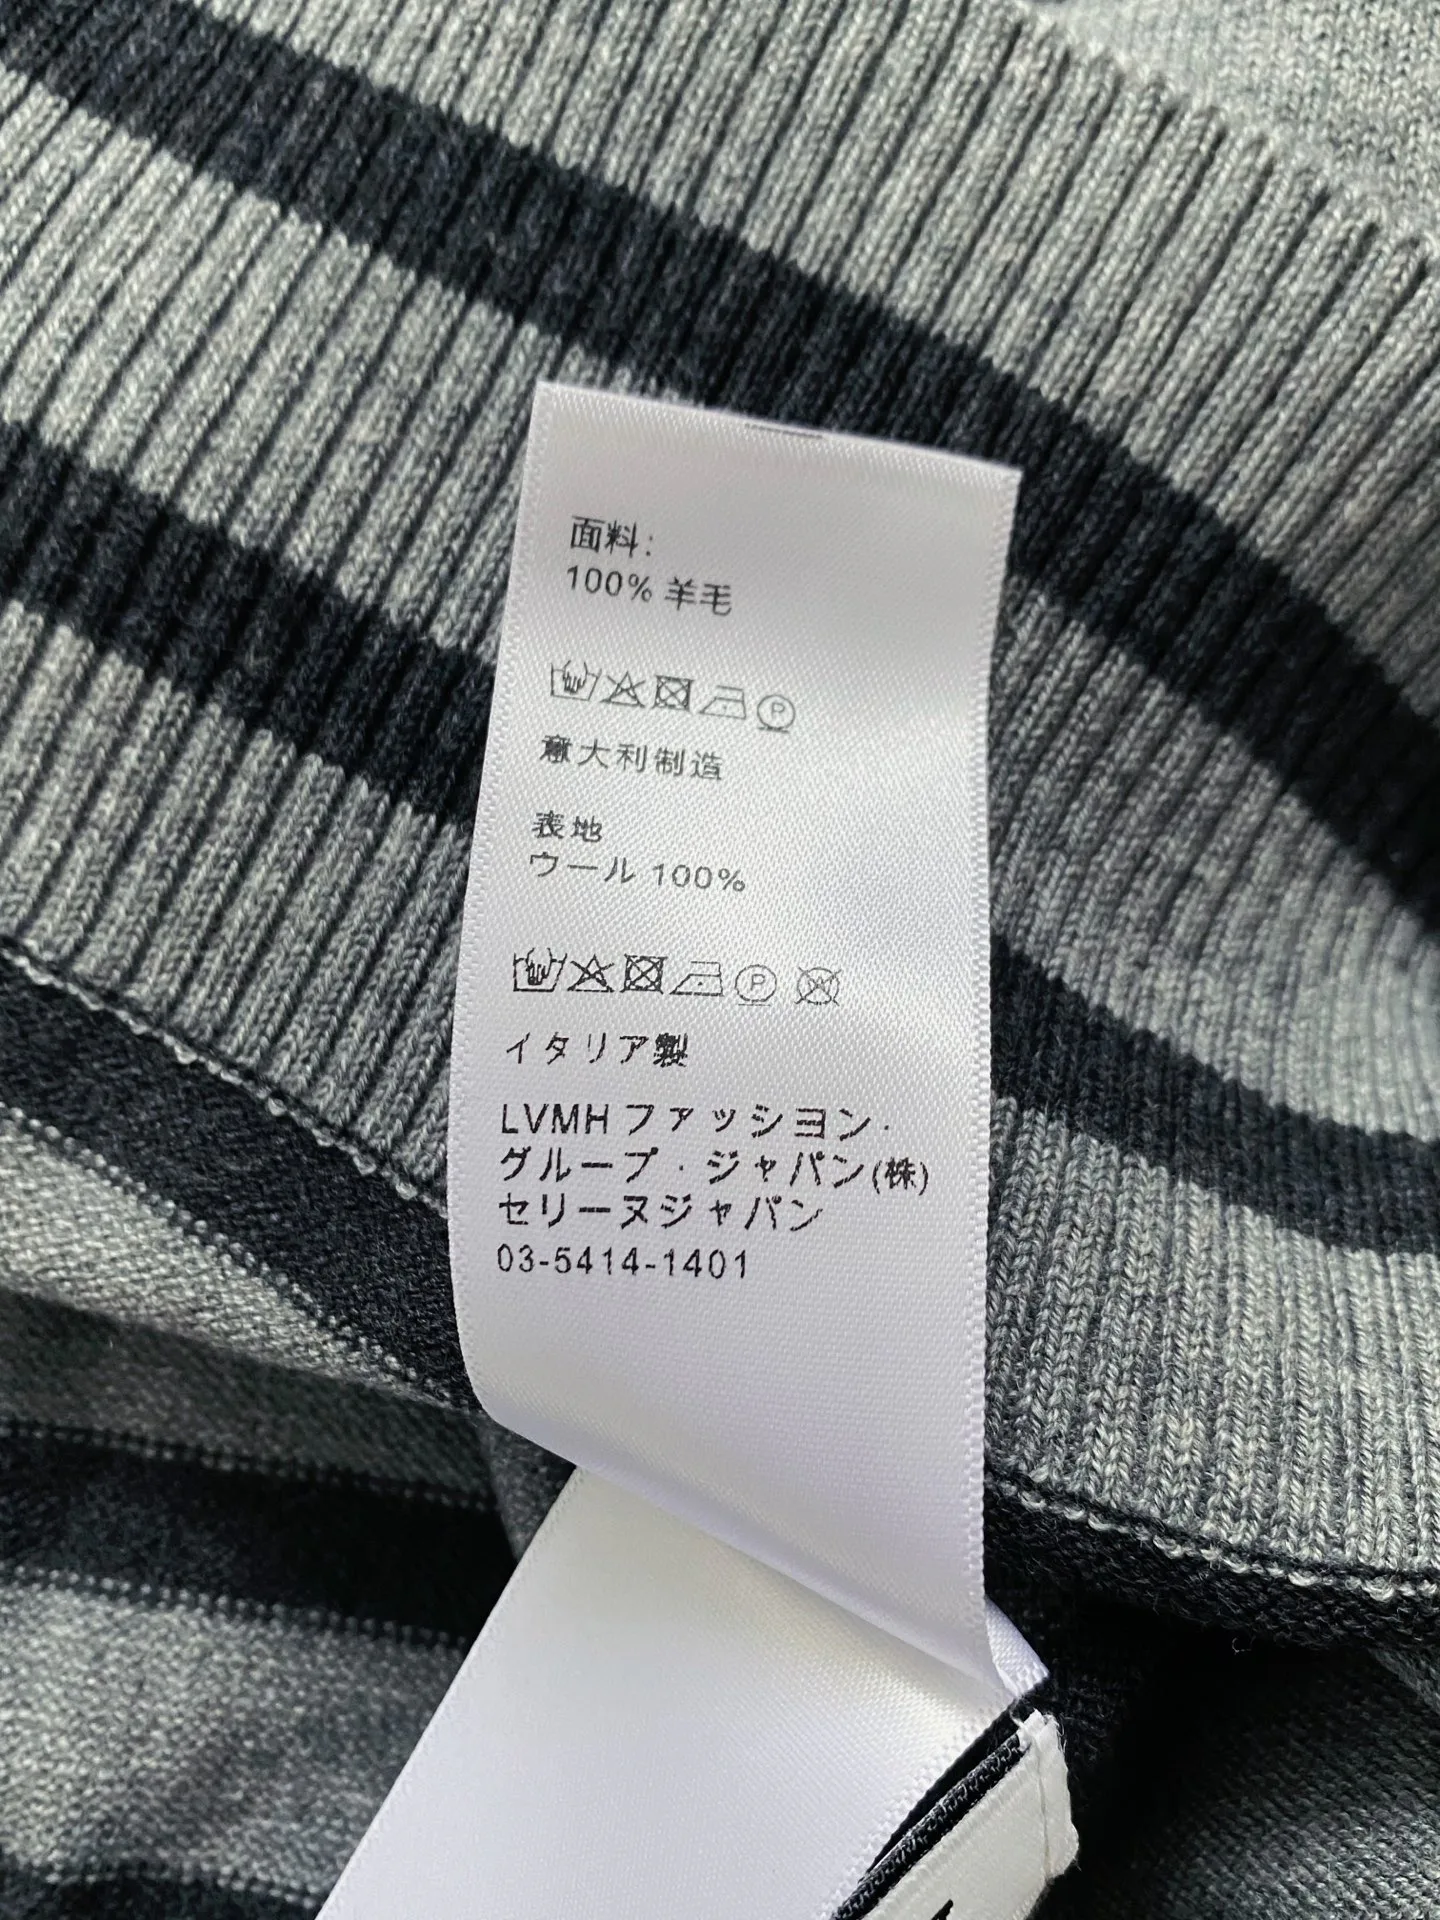 面料:
100% 羊毛
P
意大利制造
表地
ウール 100%
P W
イタリア製
LVMH ファッション・
グループ・ジャパン(株)
セリーヌジャパン
03-5414-1401